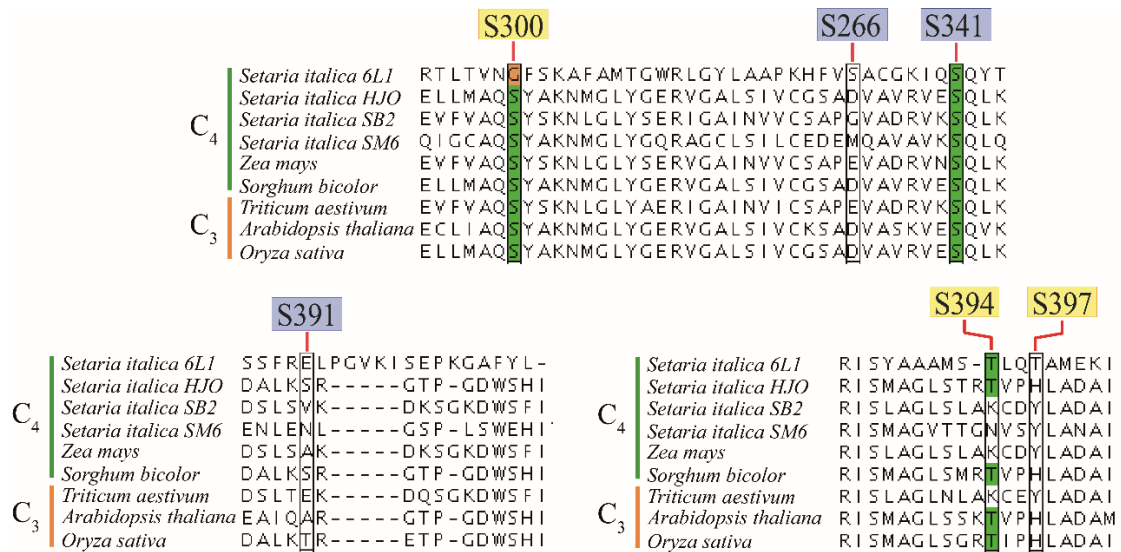 S300 S266 S341
Setaria italica 6L1 RTLTVNGFSKAFAMTGWRLGYLAAPKHFVSACGKIQSQYT
Setaria italica HJO ELLMAQSYAKNMGLYGERVGALSIVCGSADVAVRVESQLK
Setaria italica SB2 EVFVAQSYSKNLGLYGERIGAINVVCSAPGVADRVKSQLK
C4 Setaria italica SM6 QIGCAQSYAKNMGLYGQRAGCLSILCEDEMQAVAVKSQLQ
Zea mays EVFVAQSYSKNLGLYSERVGAINVVCSAPEVADRVNSQLK
Sorghum bicolor ELLMAQSYAKNMGLYGERVGALSIVCGSADVAVRVESQLK
Triticum aestivum EVFVAQSYSKNLGLYAERIGAINVICSAPEVADRVKSQLK
C3 Arabidopsis thaliana ECLIAQSYAKNMGLYGERVGALSIVCKSADVASKVESQVK
Oryza sativa ELLMAQSYAKNMGLYGERVGALSIVCGSADVAVRVESQLK
S391
Setaria italica 6L1 SSFRELPGVKISEPKGAFYL-
Setaria italica HJO DALKSR-----GTP-GDWSHI
C4 Setaria italica SB2 DSLSVK-----DKSGKDWSFI
Setaria italica SM6 ENLENL-----GSP-LSWEHI
Zea mays DSLSAK-----DKSGKDWSFI
Sorghum bicolor DALKSR-----GTP-GDWSHI
Triticum aestivum DSLTEK-----DQSGKDWSFI
C3 Arabidopsis thaliana EAIQAR-----GTP-GDWSHI
Oryza sativa DALKTR-----ETP-GDWSHI
S394 S397
Setaria italica 6L1 RISYAAAMS-TLQTAMEKI
Setaria italica HJO RISMAGLSTRTVPHLADAI
C4 Setaria italica SB2 RISLAGLSLAKCDYLADAI
Setaria italica SM6 RISMAGVTTGNVSYLANAI
Zea mays RISLAGLSLAKCDYLADAI
Sorghum bicolor RISMAGLSMRTVPHLADAI
Triticum aestivum RISLAGLNLAKCEYLADAI
C3 Arabidopsis thaliana RISMAGLSSKTVPHLADAM
Oryza sativa RISMAGLSGRTIPHLADAI